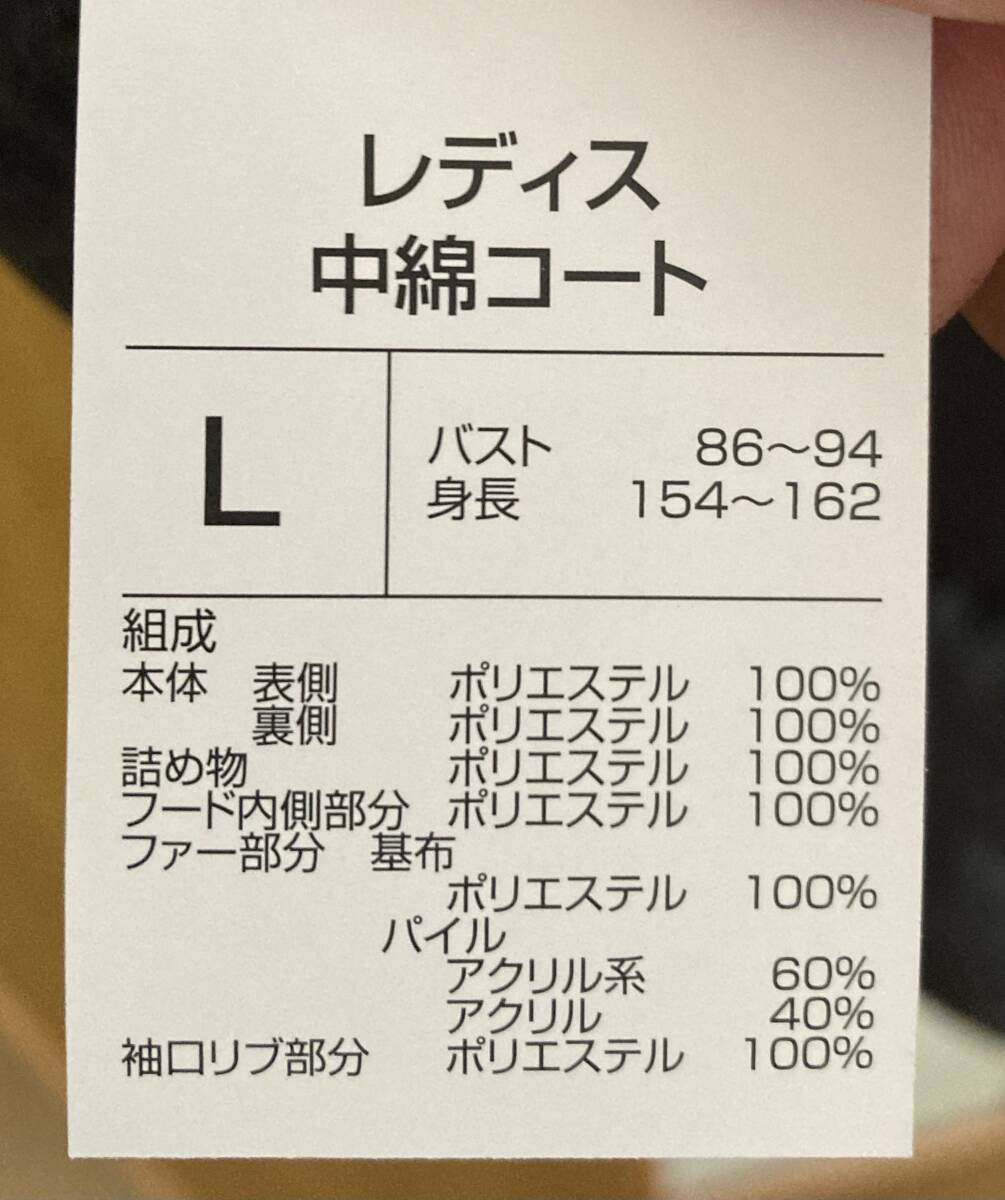 レディス
中綿コート
L
バスト 86〜94
身長 154〜162
組成
本体 表側 ポリエステル 100%
裏側 ポリエステル 100%
詰め物 ポリエステル 100%
フード内側部分 ポリエステル 100%
ファー部分 基布
ポリエステル 100%
パイル
アクリル系 60%
アクリル 40%
袖口リブ部分 ポリエステル 100%